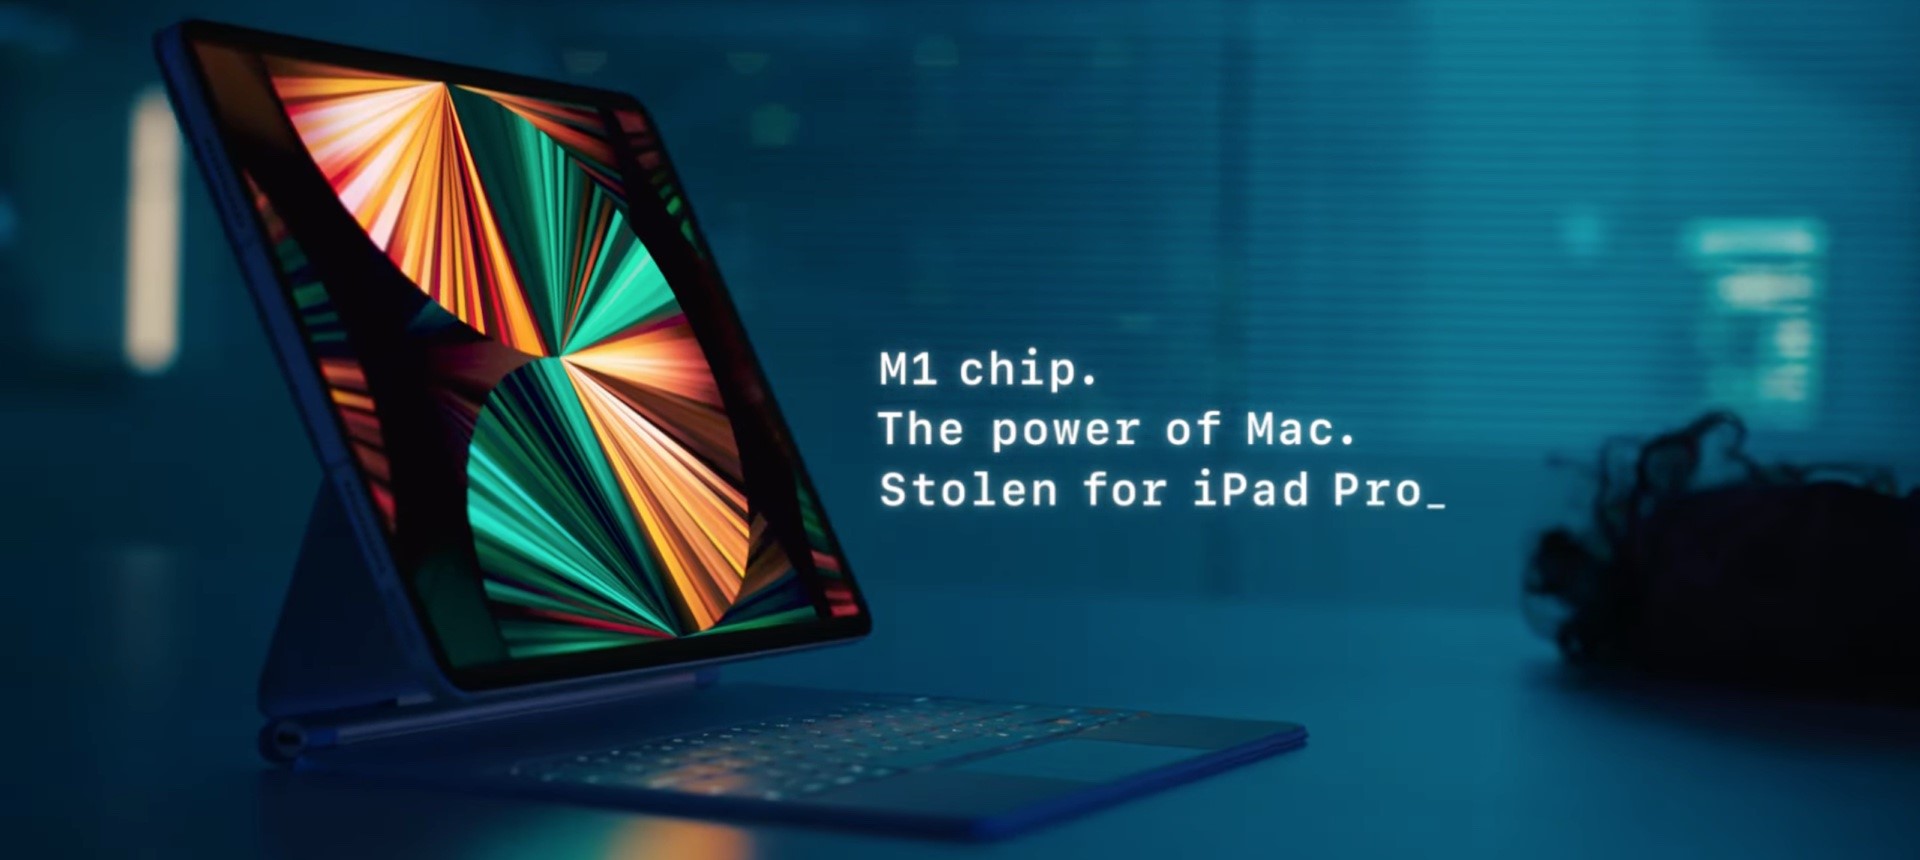 M1 chip.
The power of Mac.
Stolen for iPad Pro_